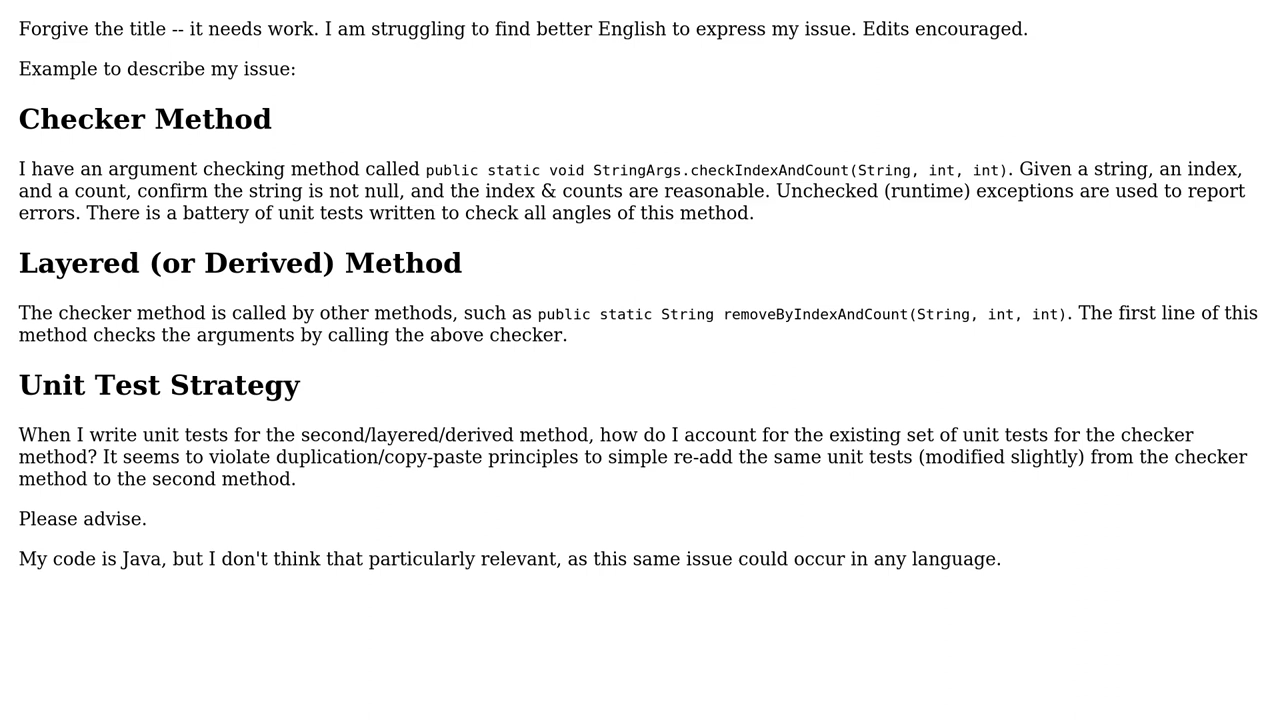 Forgive the title -- it needs work. I am struggling to find better English to express my issue. Edits encouraged.
Example to describe my issue:
Checker Method
I have an argument checking method called public static void StringArgs.checkIndexAndCount(String, int, int). Given a string, an index,
and a count, confirm the string is not null, and the index & counts are reasonable. Unchecked (runtime) exceptions are used to report
errors. There is a battery of unit tests written to check all angles of this method.
Layered (or Derived) Method
The checker method is called by other methods, such as public static String removeByIndexAndCount(String, int, int). The first line of this
method checks the arguments by calling the above checker.
Unit Test Strategy
When I write unit tests for the second/layered/derived method, how do I account for the existing set of unit tests for the checker
method? It seems to violate duplication/copy-paste principles to simple re-add the same unit tests (modified slightly) from the checker
method to the second method.
Please advise.
My code is Java, but I don't think that particularly relevant, as this same issue could occur in any language.